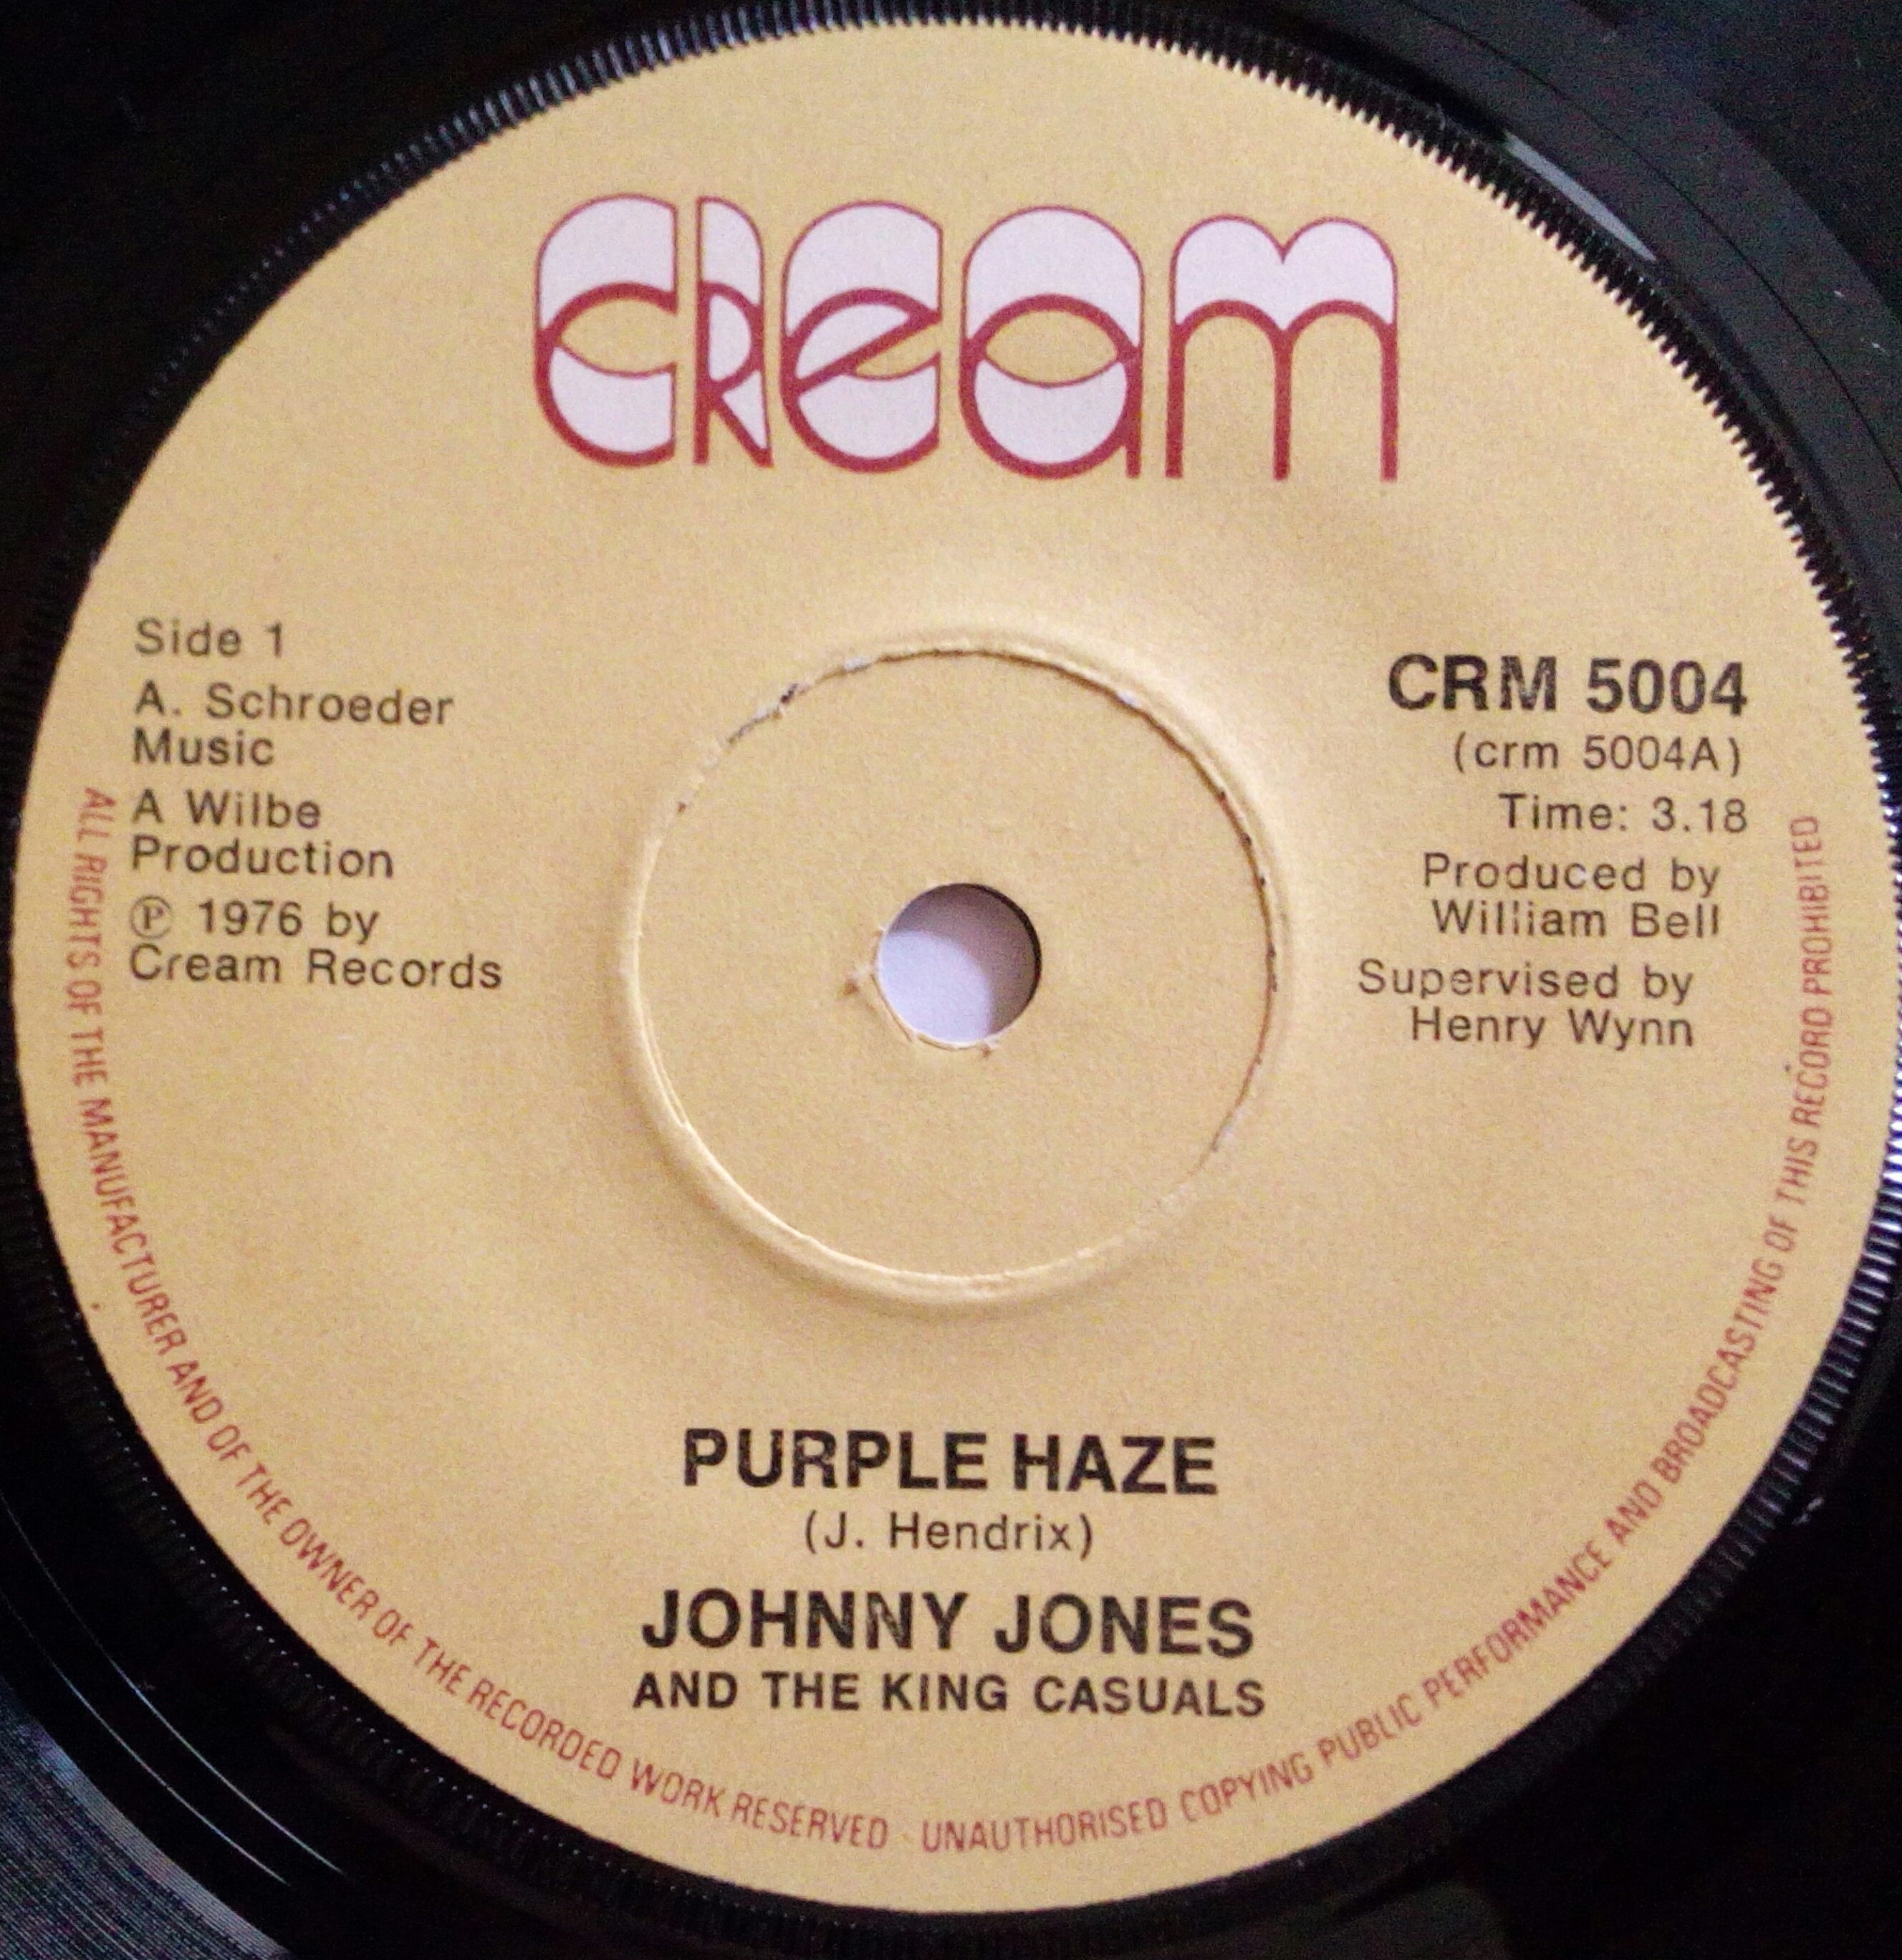 CReam
Side 1
A. Schroeder
Music
A Wilbe
Production
℗ 1976 by
Cream Records
CRM 5004
(crm 5004A)
Time: 3.18
Produced by
William Bell
Supervised by
Henry Wynn
PURPLE HAZE
(J. Hendrix)
JOHNNY JONES
AND THE KING CASUALS
ALL RIGHTS OF THE MANUFACTURER AND OF THE OWNER OF THE RECORDED WORK RESERVED UNAUTHORISED COPYING PUBLIC PERFORMANCE AND BROADCASTING OF THIS RECORD PROHIBITED